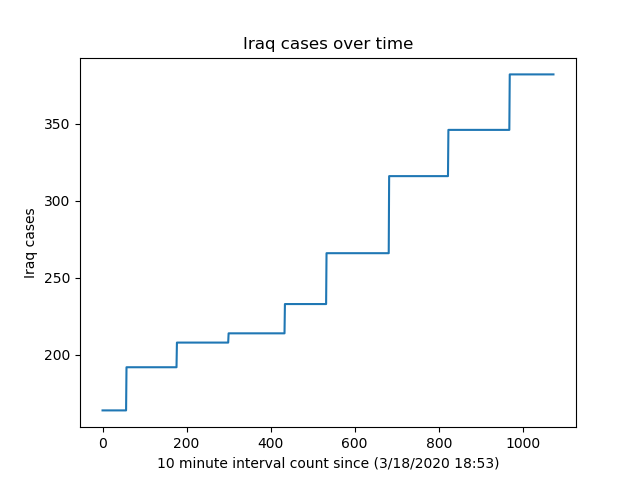 Iraq cases over time
350
300
250
200
Iraq cases
0 200 400 600 800 1000
10 minute interval count since (3/18/2020 18:53)